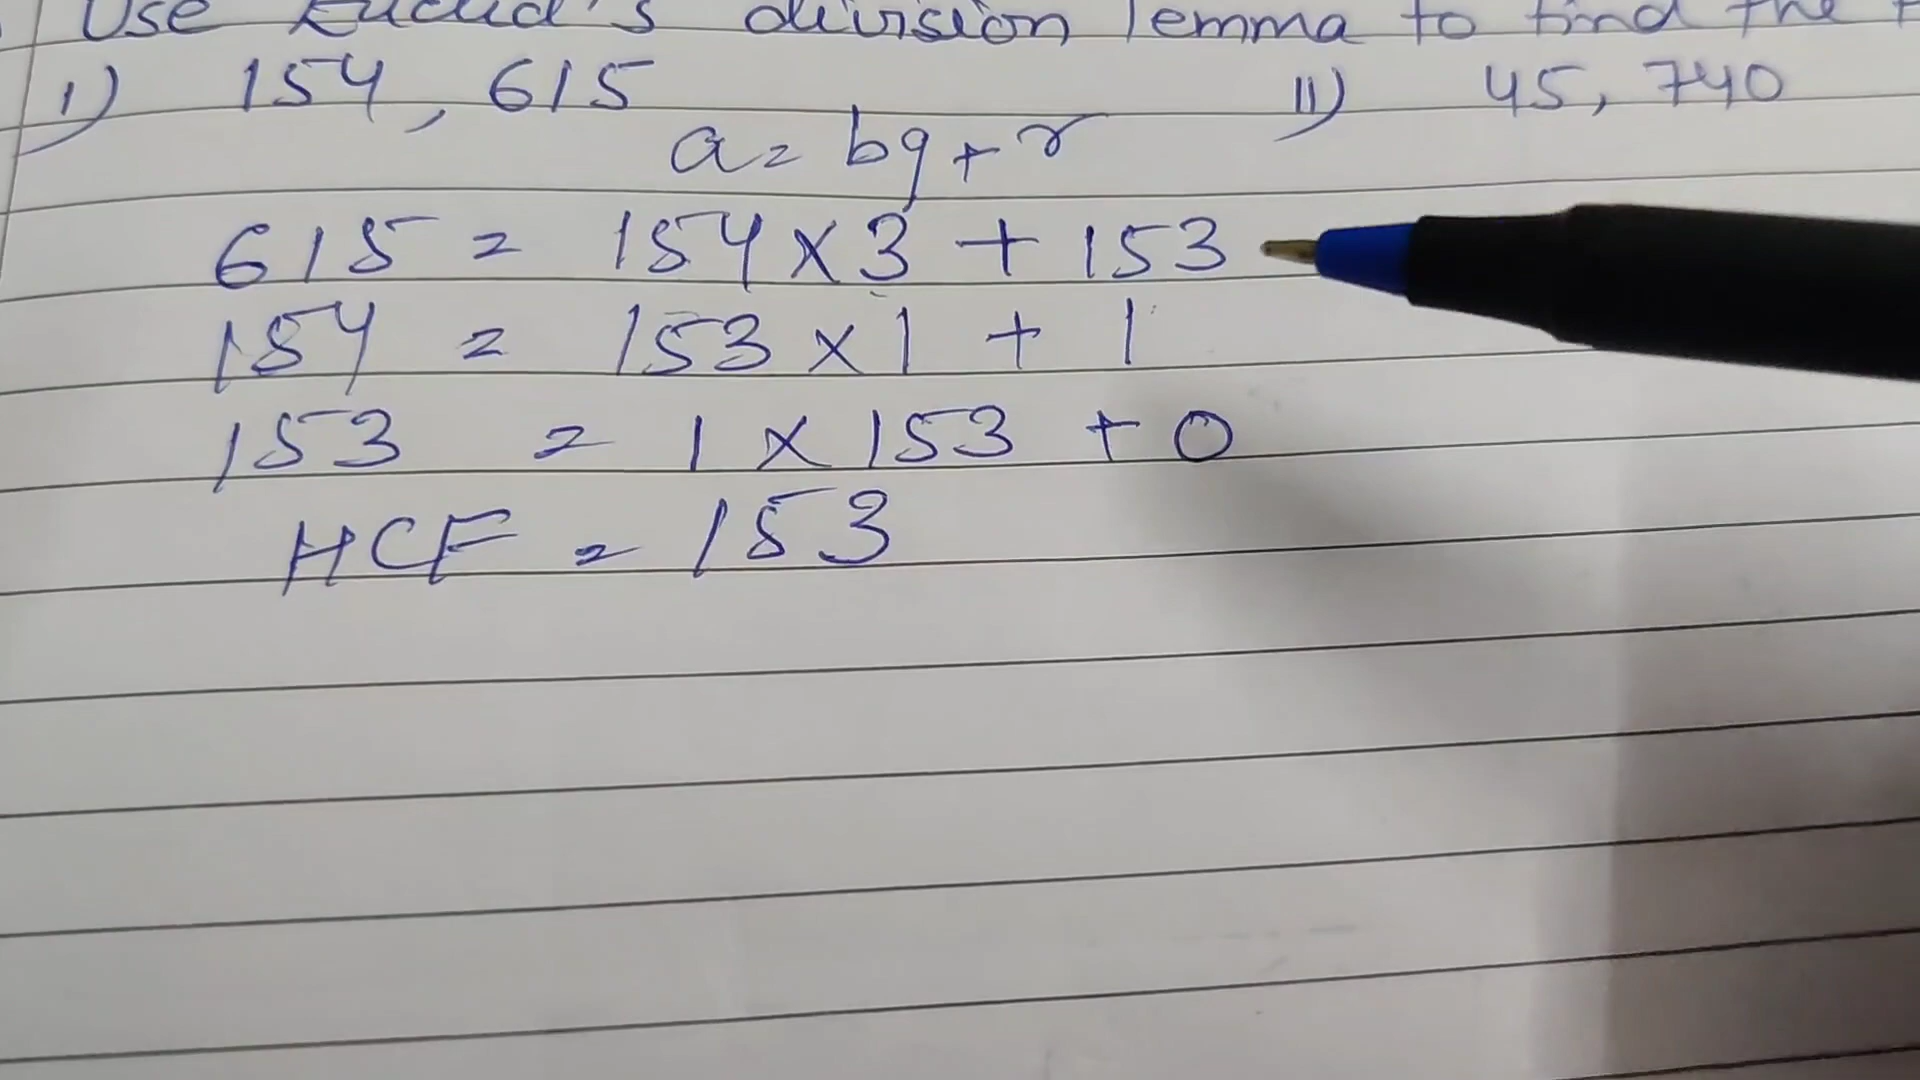 Use Euclid's division lemma to find the
i) 154, 615 ii) 45, 740
a = bq + r
615 = 154 × 3 + 153
154 = 153 × 1 + 1
153 = 1 × 153 + 0
HCF = 153